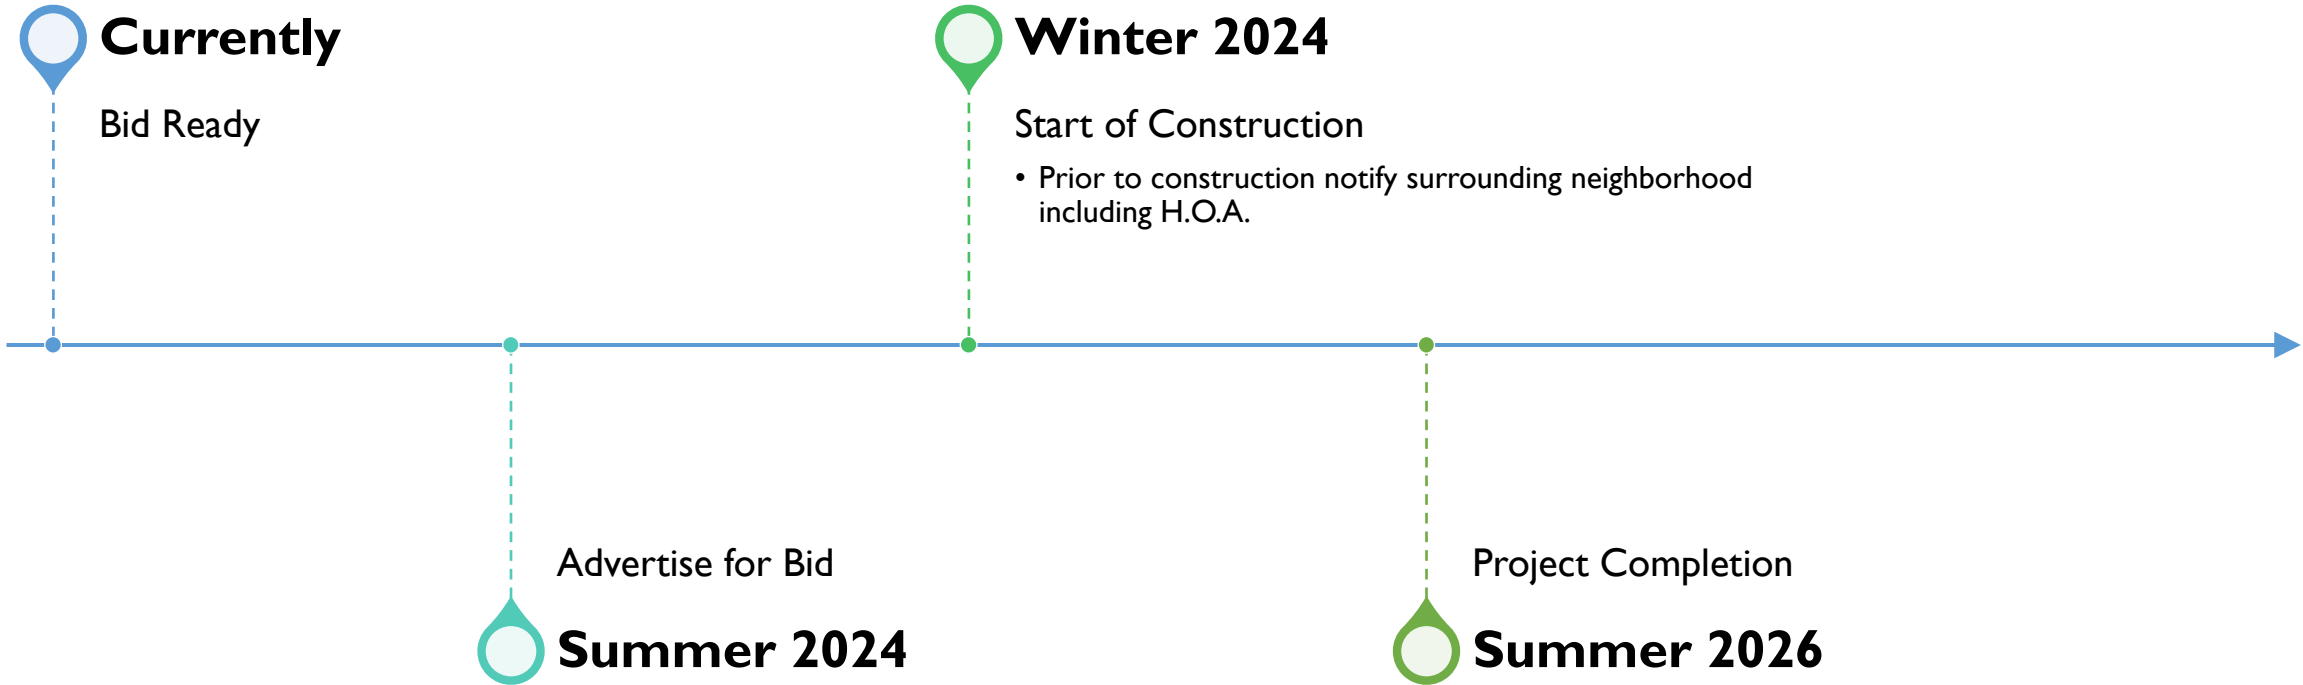 Currently
Bid Ready
Winter 2024
Start of Construction
• Prior to construction notify surrounding neighborhood
including H.O.A.
Advertise for Bid
Summer 2024
Project Completion
Summer 2026